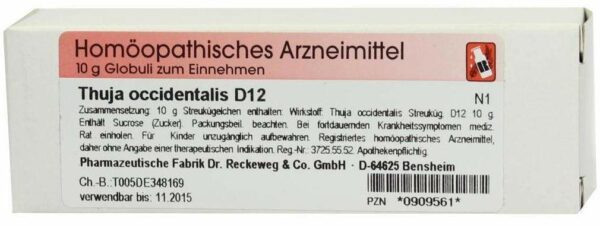 Homöopathisches Arzneimittel
10 g Globuli zum Einnehmen
Thuja occidentalis D12
N1
Zusammensetzung: 10 g Streukügelchen enthalten: Wirkstoff: Thuja occidentalis Streuküg. D12 10 g.
Enthält Sucrose (Zucker). Packungsbeil. beachten. Bei fortdauernden Krankheitssymptomen mediz.
Rat einholen. Für Kinder unzugänglich aufbewahren. Registriertes homöopathisches Arzneimittel,
daher ohne Angabe einer therapeutischen Indikation. Reg.-Nr. 3725.55.52. Apothekenpflichtig.
Pharmazeutische Fabrik Dr. Reckeweg & Co. GmbH · D-64625 Bensheim
Ch.-B.:T005DE348169
verwendbar bis: 11.2015
PZN *0909561*